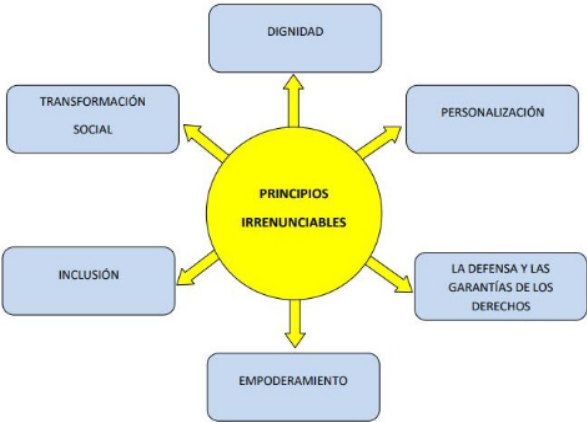 DIGNIDAD
TRANSFORMACIÓN
SOCIAL
PERSONALIZACIÓN
PRINCIPIOS
IRRENUNCIABLES
INCLUSIÓN
LA DEFENSA Y LAS
GARANTÍAS DE LOS
DERECHOS
EMPODERAMIENTO